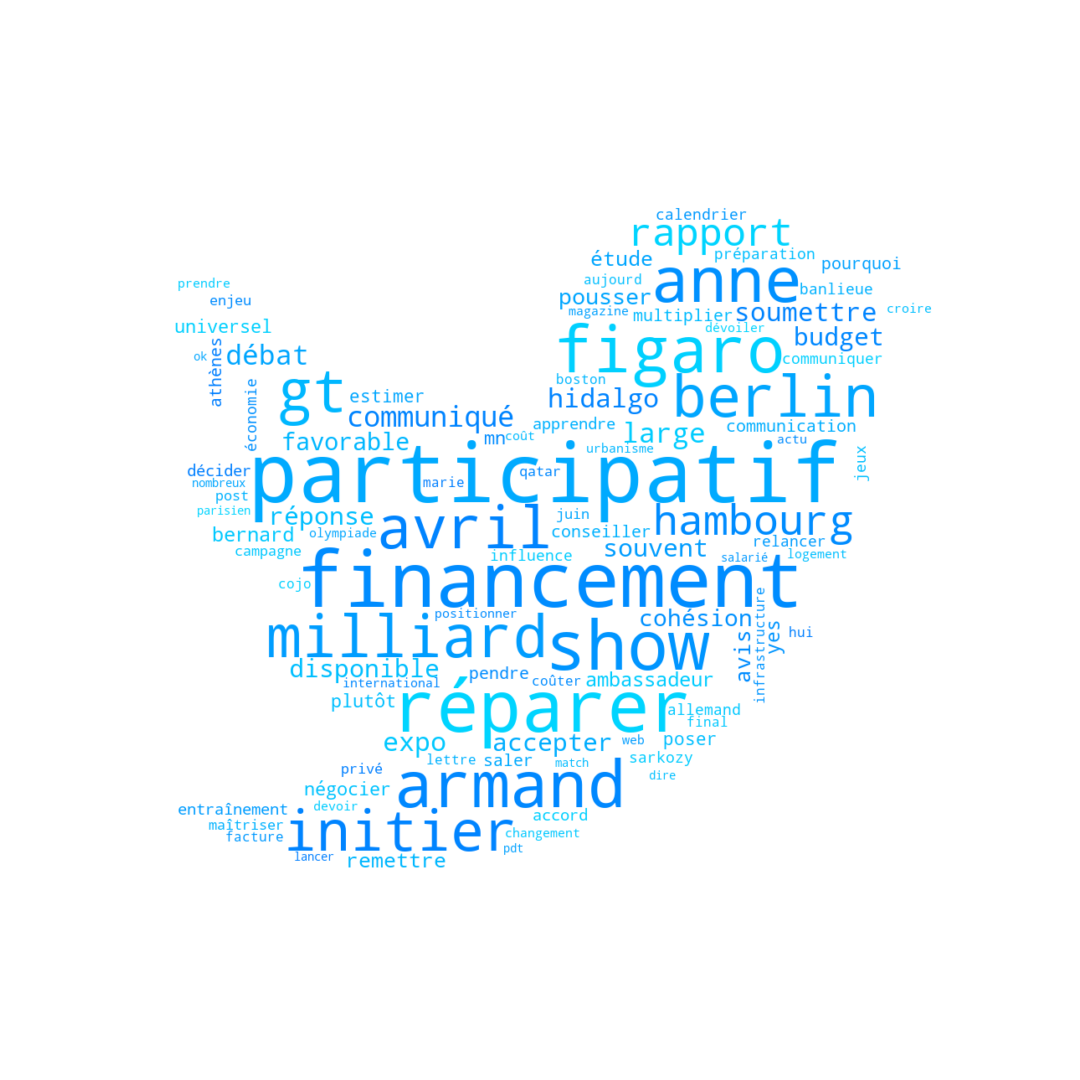 calendrier
rapport
préparation
étude
pourquoi
anne
aujourd
prendre
banlieue
enjeu
pousser
magazine
multiplier
soumettre
croire
universel
dévoiler
budget
figaro
débat
ok
communiquer
athènes
gt
boston
berlin
estimer
hidalgo
économie
communiqué
apprendre
large
communication
favorable
mn
coût
actu
urbanisme
participatif
jeux
décider
qatar
nombreux
marie
post
parisien
réponse
avril
juin
hambourg
bernard
olympiade
conseiller
relancer
campagne
influence
souvent
salarié
logement
cojo
financement
infrastructure
positionner
cohésion
yes
hui
milliard
show
avis
disponible
pendre
coûter
ambassadeur
international
plutôt
réparer
allemand
final
expo
accepter
poser
web
lettre
saler
match
sarkozy
privé
dire
négocier
armand
devoir
entraînement
accord
maîtriser
initier
changement
facture
pdt
lancer
remettre